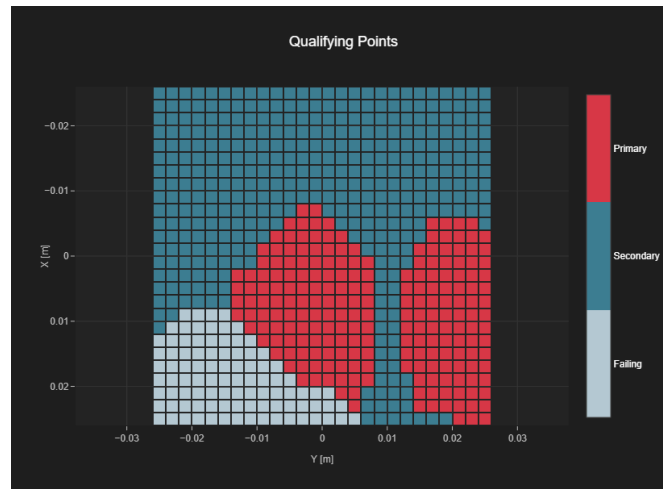 Qualifying Points
−0.02
−0.01
0
0.01
0.02
X [m]
−0.03
−0.02
−0.01
0
0.01
0.02
0.03
Y [m]
Primary
Secondary
Failing